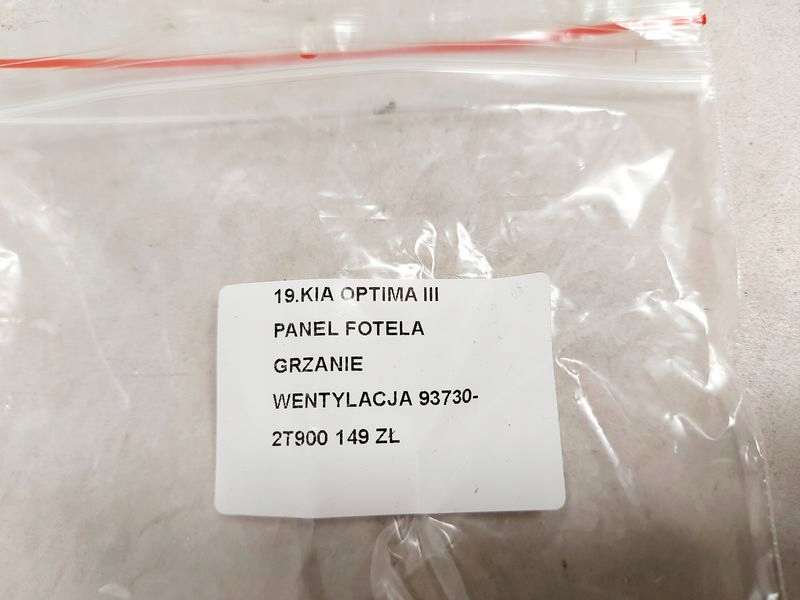 19.KIA OPTIMA III
PANEL FOTELA
GRZANIE
WENTYLACJA 93730-
2T900 149 ZŁ